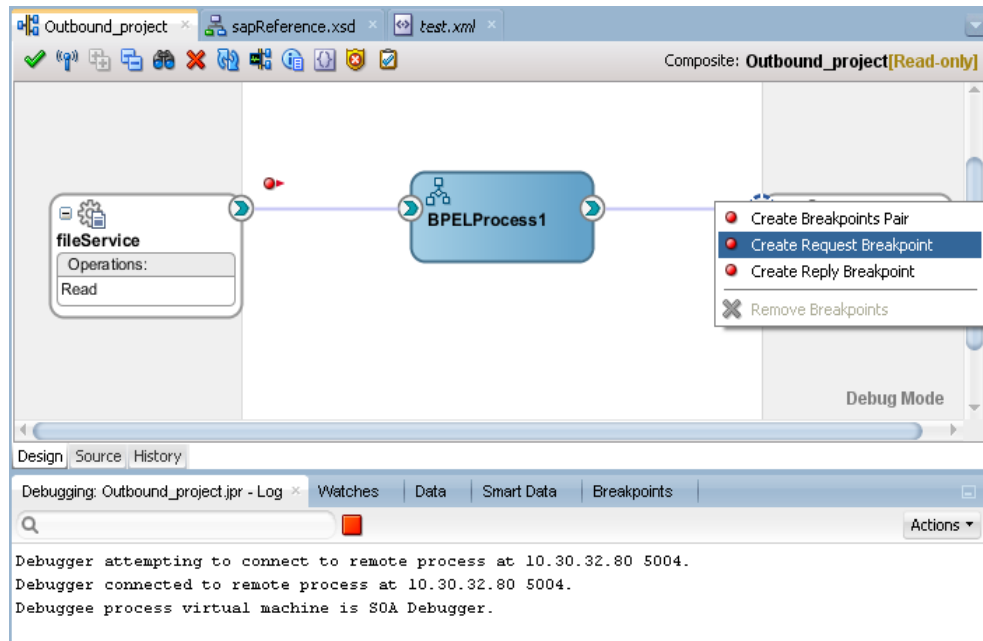 Outbound_project
sapReference.xsd
test.xml
Composite: Outbound_project[Read-only]
fileService
Operations:
Read
BPELProcess1
Create Breakpoints Pair
Create Request Breakpoint
Create Reply Breakpoint
Remove Breakpoints
Debug Mode
Design Source History
Debugging: Outbound_project.jpr - Log Watches Data Smart Data Breakpoints
Actions
Debugger attempting to connect to remote process at 10.30.32.80 5004.
Debugger connected to remote process at 10.30.32.80 5004.
Debuggee process virtual machine is SOA Debugger.